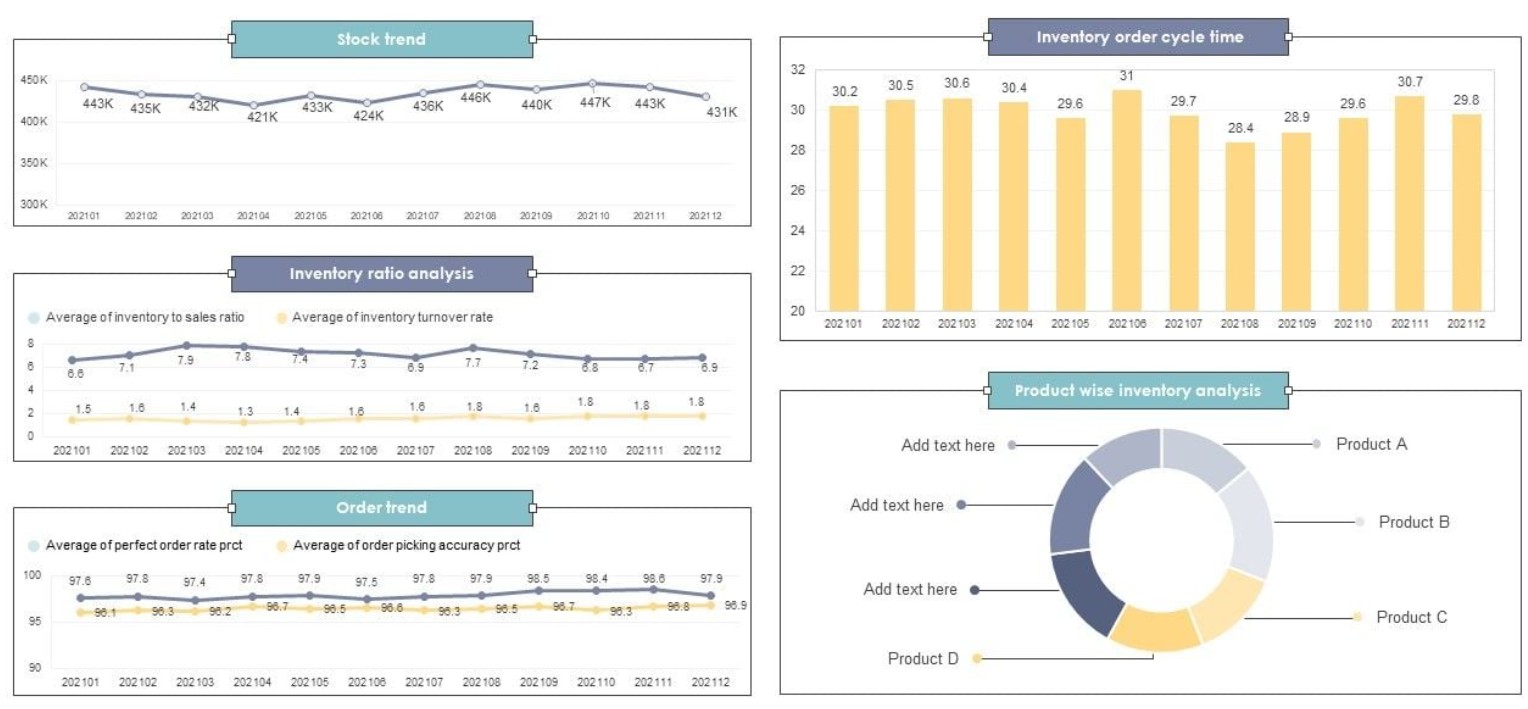 Stock trend
450K
400K
350K
300K
443K 435K 432K 421K 433K 424K 436K 446K 440K 447K 443K 431K
202101 202102 202103 202104 202105 202106 202107 202108 202109 202110 202111 202112
Inventory ratio analysis
Average of inventory to sales ratio Average of inventory turnover rate
8
6
4
2
0
6.6 7.1 7.9 7.8 7.4 7.3 6.9 7.7 7.2 6.8 6.7 6.9
1.5 1.6 1.4 1.3 1.4 1.6 1.6 1.8 1.6 1.8 1.8 1.8
202101 202102 202103 202104 202105 202106 202107 202108 202109 202110 202111 202112
Order trend
Average of perfect order rate prct Average of order picking accuracy prct
100
95
90
97.6 97.8 97.4 97.8 97.9 97.5 97.8 97.9 98.5 98.4 98.6 97.9
96.1 96.3 96.2 96.7 96.5 96.6 96.3 96.5 96.7 96.3 96.8 96.9
202101 202102 202103 202104 202105 202106 202107 202108 202109 202110 202111 202112
Inventory order cycle time
32
30
28
26
24
22
20
30.2 30.5 30.6 30.4 29.6 31 29.7 28.4 28.9 29.6 30.7 29.8
202101 202102 202103 202104 202105 202106 202107 202108 202109 202110 202111 202112
Product wise inventory analysis
Add text here
Product A
Add text here
Product B
Add text here
Product C
Product D